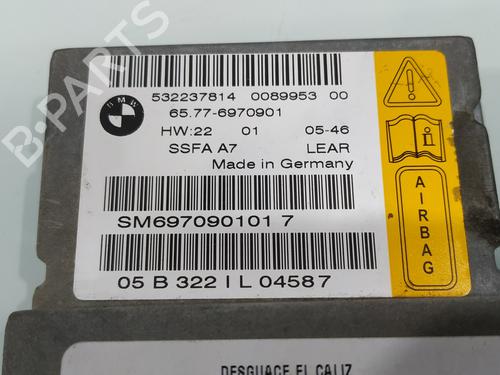 B-PARTS
BMW
532237814 0089953 00
65.77-6970901
HW:22 01 05-46
SSFA A7 LEAR
Made in Germany
SM697090101 7
05 B 322 I L 04587
AIRBAG
DESGUACE EL CALIZ